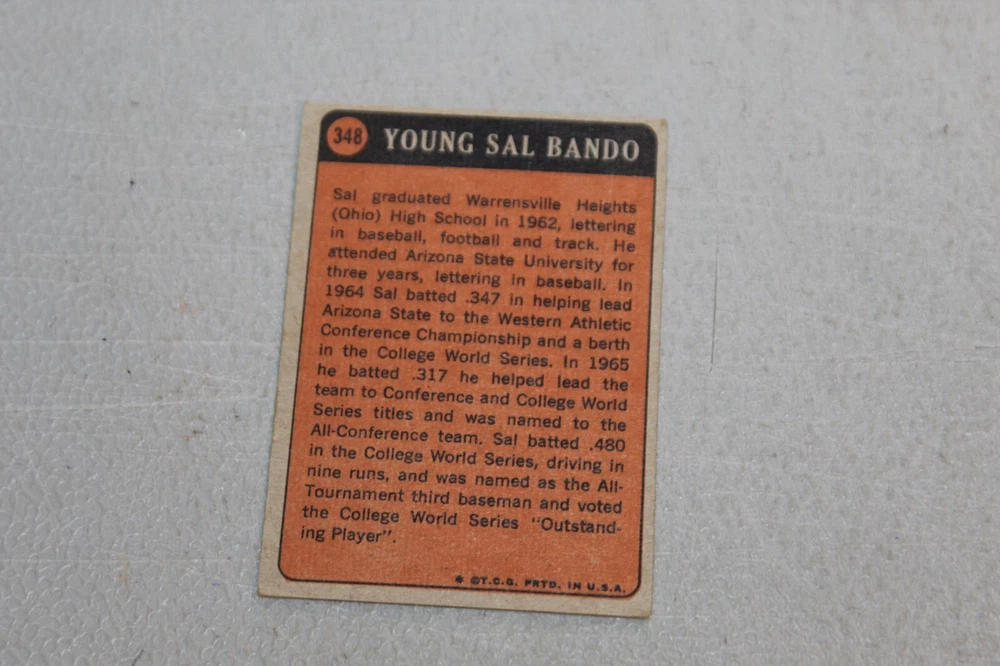 348 YOUNG SAL BANDO
Sal graduated Warrensville Heights
(Ohio) High School in 1962, lettering
in baseball, football and track. He
attended Arizona State University for
three years, lettering in baseball. In
1964 Sal batted .347 in helping lead
Arizona State to the Western Athletic
Conference Championship and a berth
in the College World Series. In 1965
he batted .317 he helped lead the
team to Conference and College World
Series titles and was named to the
All-Conference team. Sal batted .480
in the College World Series, driving in
nine runs, and was named as the All-
Tournament third baseman and voted
the College World Series "Outstand-
ing Player".
* ©T.C.G. PRTD. IN U.S.A.